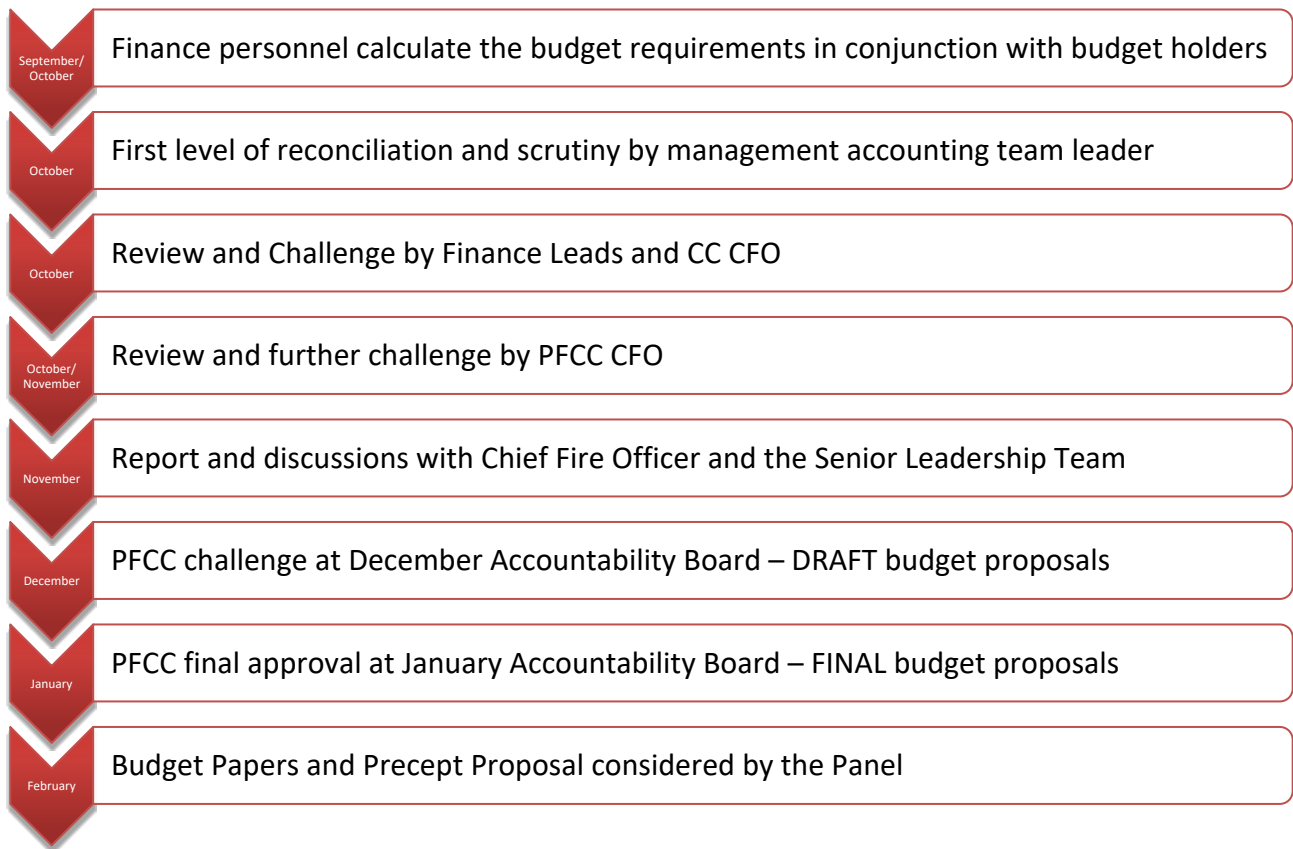 September/
October
Finance personnel calculate the budget requirements in conjunction with budget holders
October
First level of reconciliation and scrutiny by management accounting team leader
October
Review and Challenge by Finance Leads and CC CFO
October/
November
Review and further challenge by PFCC CFO
November
Report and discussions with Chief Fire Officer and the Senior Leadership Team
December
PFCC challenge at December Accountability Board – DRAFT budget proposals
January
PFCC final approval at January Accountability Board – FINAL budget proposals
February
Budget Papers and Precept Proposal considered by the Panel